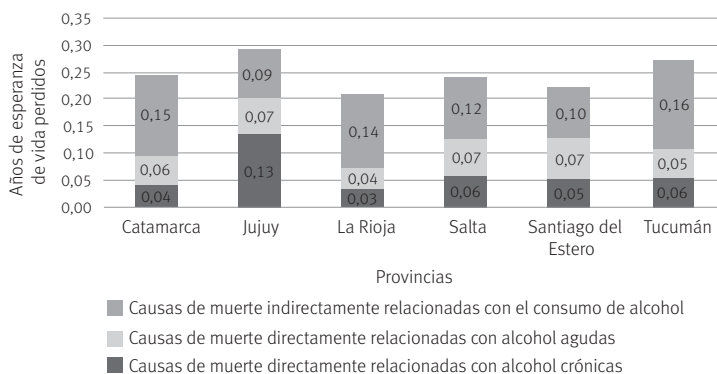 0,35
0,30
0,25
0,20
0,15
0,10
0,05
0,00
Años de esperanza
de vida perdidos
0,15
0,06
0,04
0,09
0,07
0,13
0,14
0,04
0,03
0,12
0,07
0,06
0,10
0,07
0,05
0,16
0,05
0,06
Catamarca
Jujuy
La Rioja
Salta
Santiago del
Estero
Tucumán
Provincias
Causas de muerte indirectamente relacionadas con el consumo de alcohol
Causas de muerte directamente relacionadas con alcohol agudas
Causas de muerte directamente relacionadas con alcohol crónicas